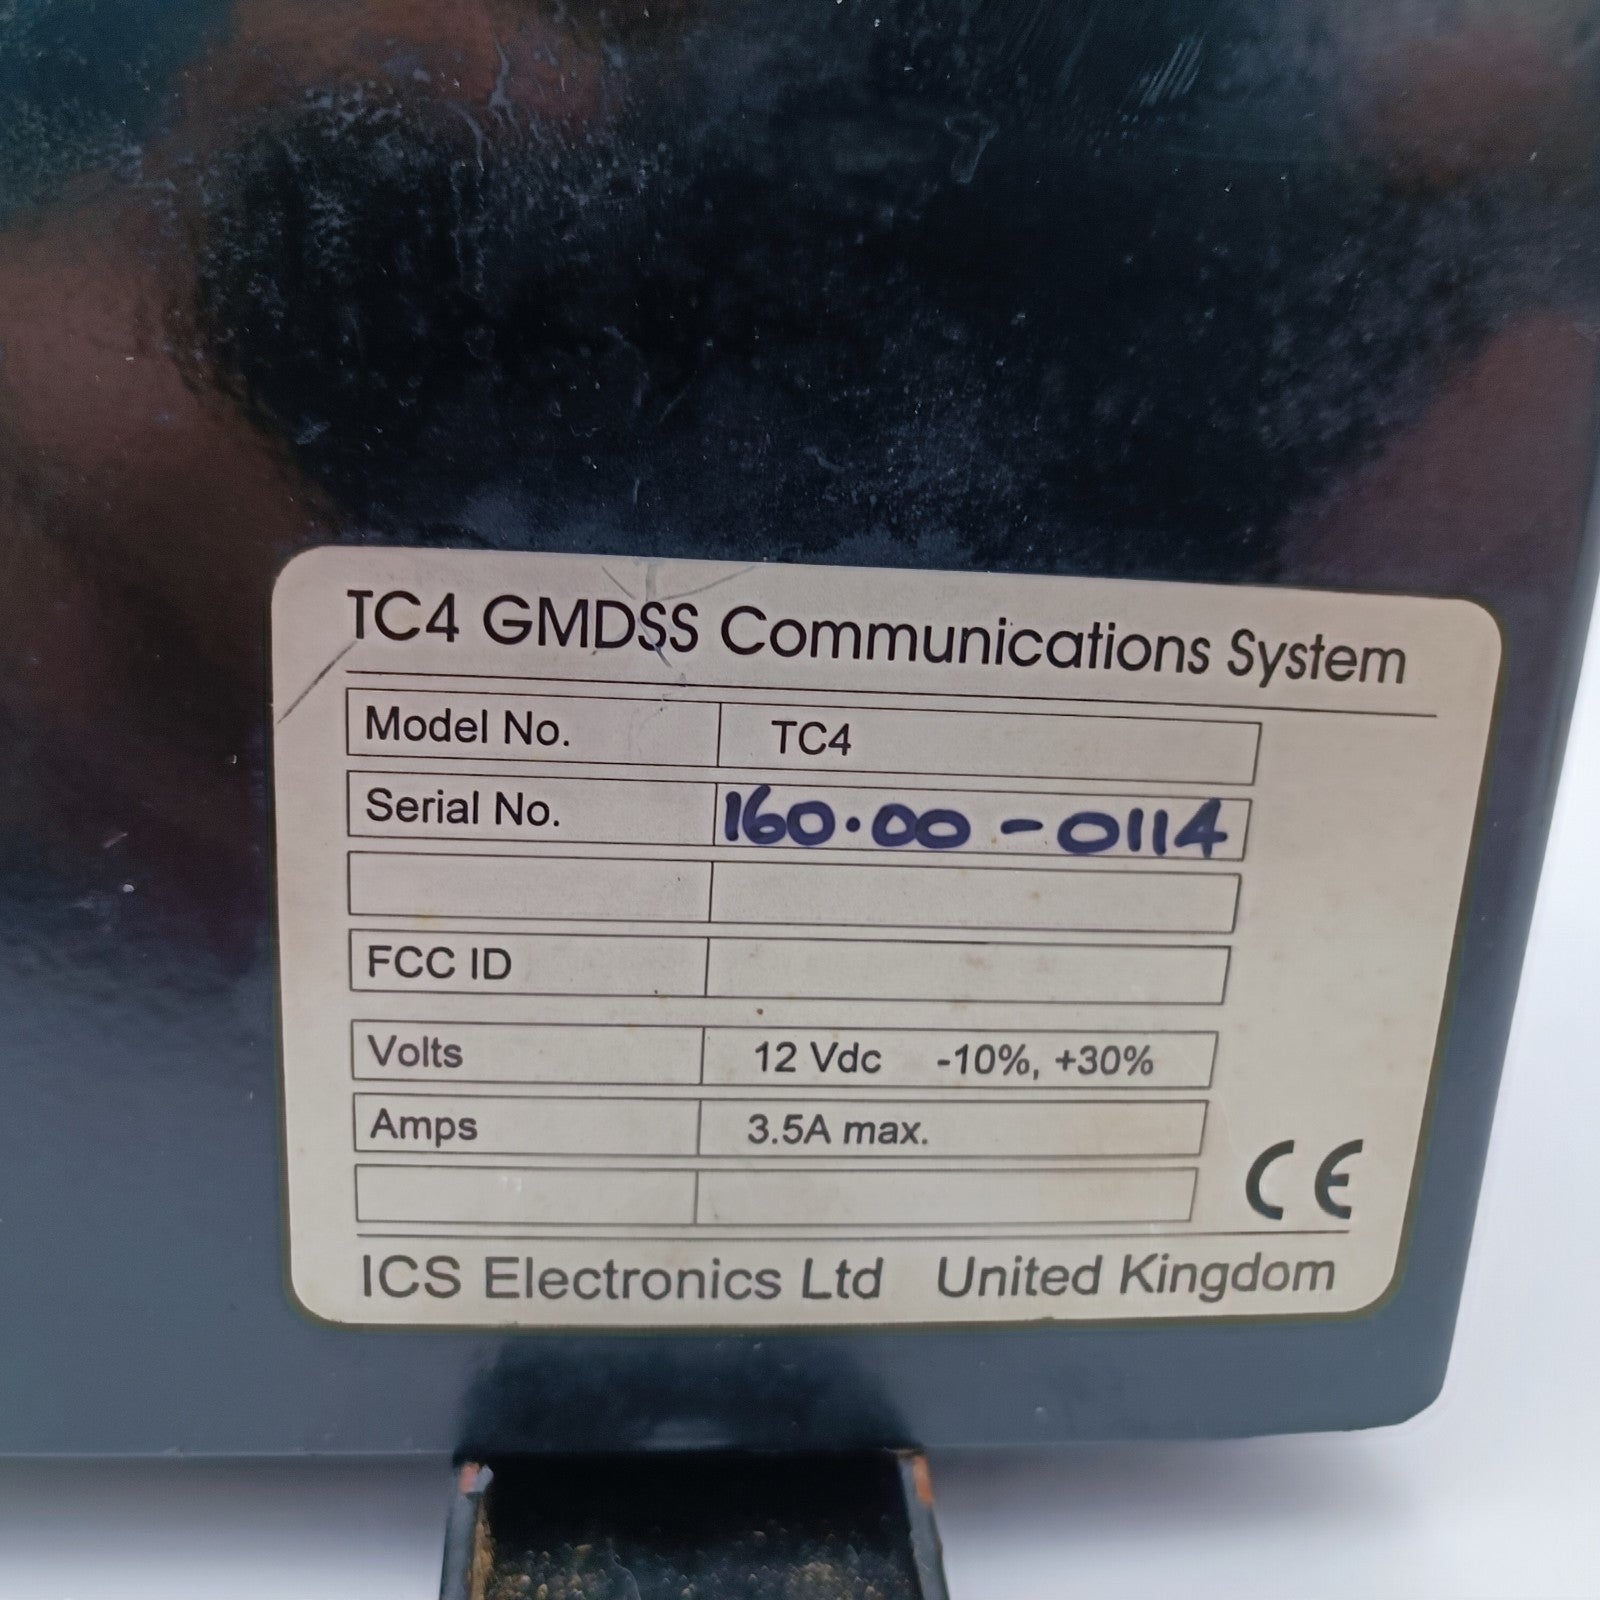 TC4 GMDSS Communications System
Model No. TC4
Serial No. 160.00-0114
FCC ID
Volts 12 Vdc -10%, +30%
Amps 3.5A max.
CE
ICS Electronics Ltd United Kingdom